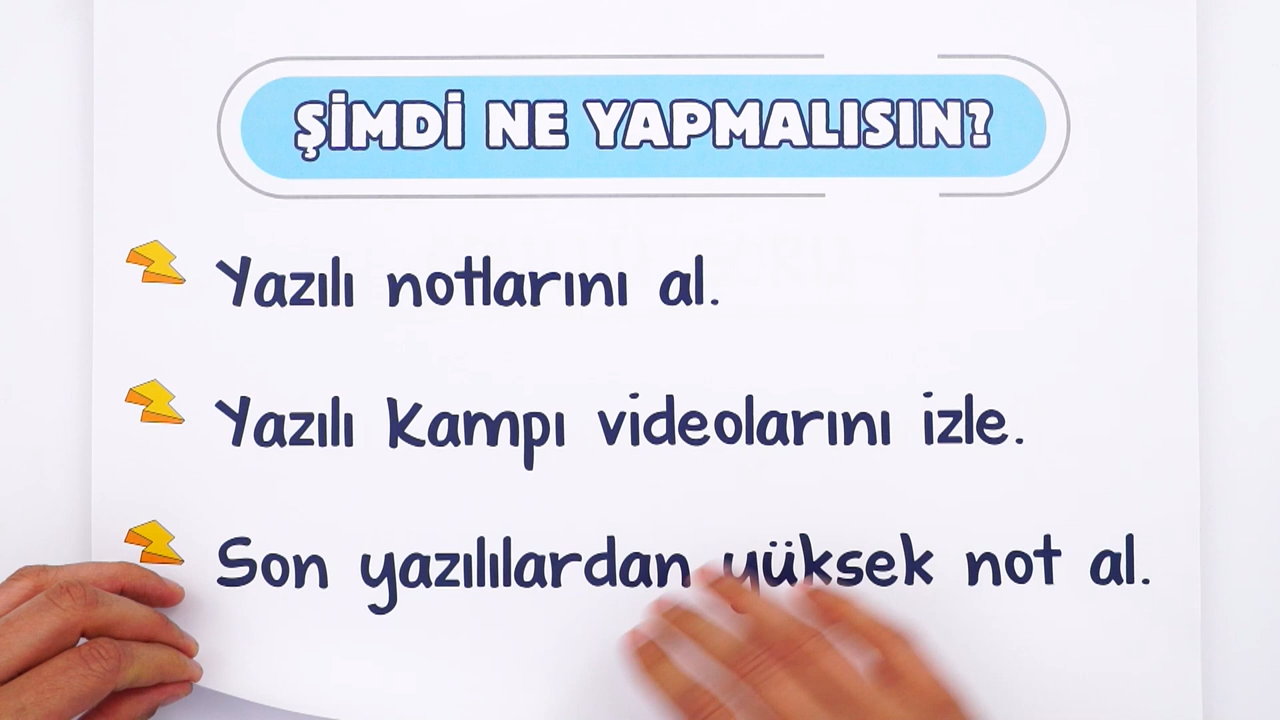 ŞİMDİ NE YAPMALISIN?
Yazılı notlarını al.
Yazılı Kampı videolarını izle.
Son yazılılardan yüksek not al.